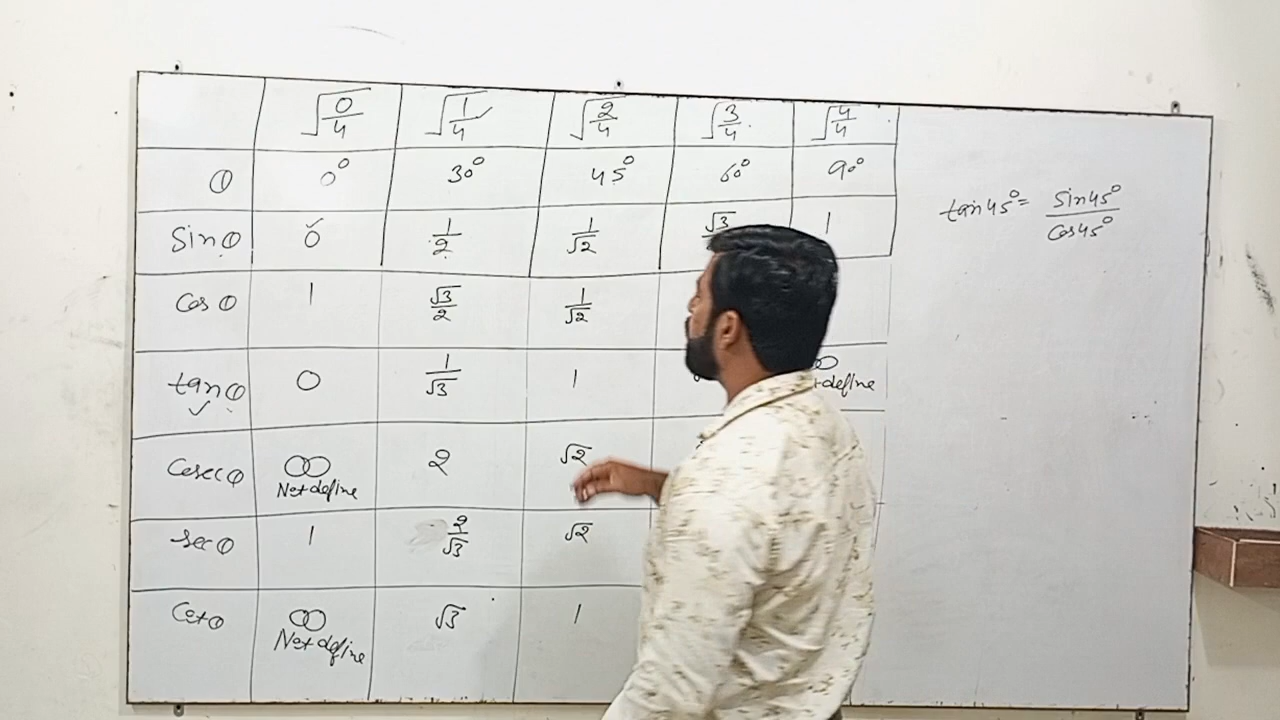 √0/4 √1/4 √2/4 √3/4 √4/4
θ 0° 30° 45° 60° 90°
Sinθ 0 1/2 1/√2 √3 1
Cosθ 1 √3/2 1/√2
tanθ 0 1/√3 1
Cosecθ ∞ 2 √2
Not define
secθ 1 2/√3 √2
Cotθ ∞ √3 1
Not define
tan45° = Sin45°/Cos45°